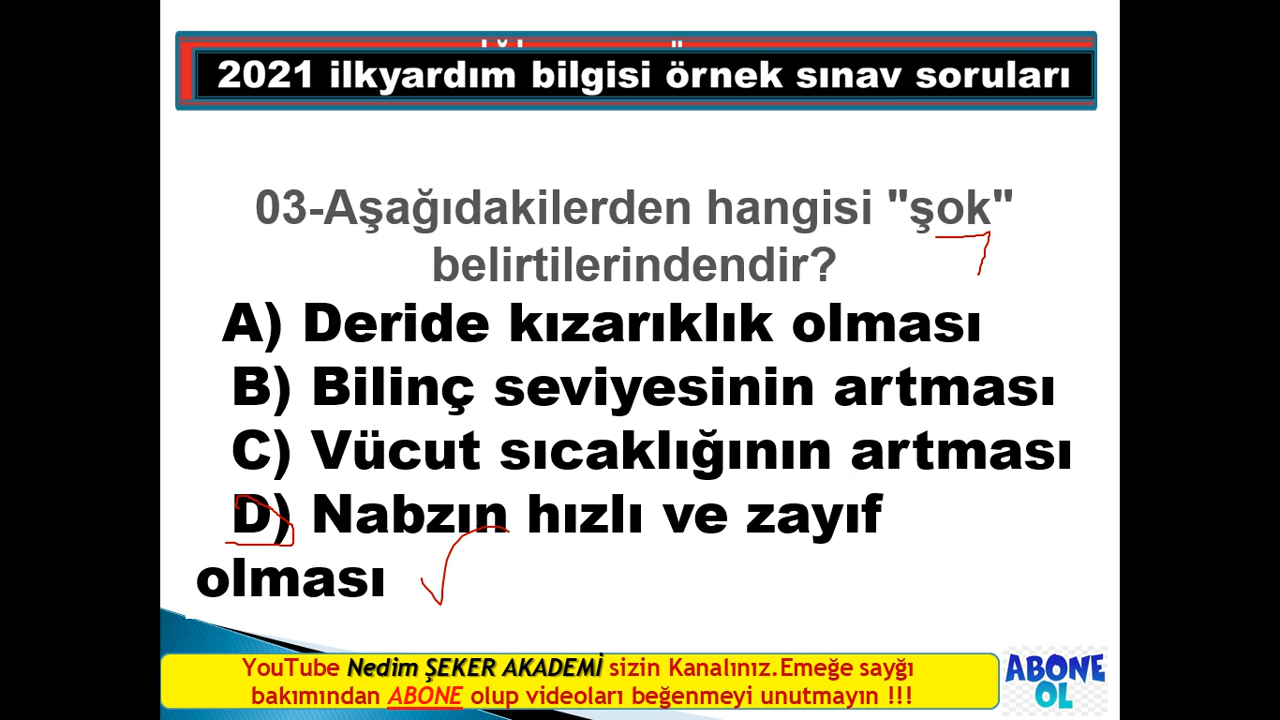 2021 ilkyardım bilgisi örnek sınav soruları
03-Aşağıdakilerden hangisi "şok"
belirtilerindendir?
A) Deride kızarıklık olması
B) Bilinç seviyesinin artması
C) Vücut sıcaklığının artması
D) Nabzın hızlı ve zayıf
olması
YouTube Nedim ŞEKER AKADEMİ sizin Kanalınız.Emeğe sayğı
bakımından ABONE olup videoları beğenmeyi unutmayın !!!
ABONE
OL